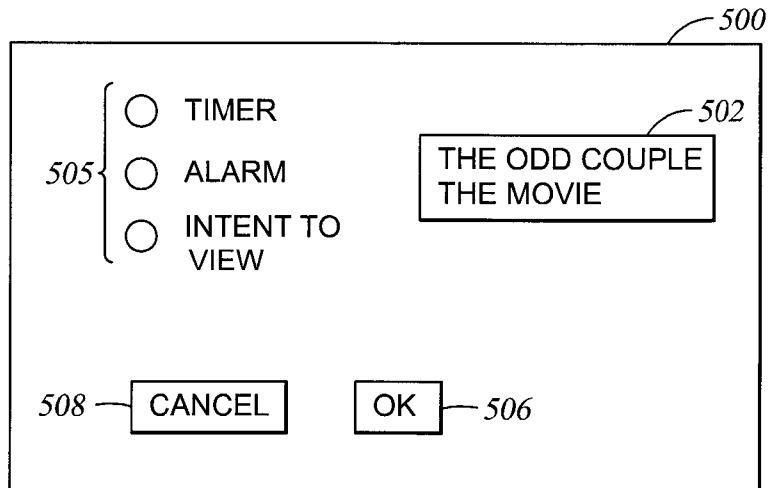 500
TIMER
502
THE ODD COUPLE
THE MOVIE
505
ALARM
INTENT TO
VIEW
508
CANCEL
OK
506